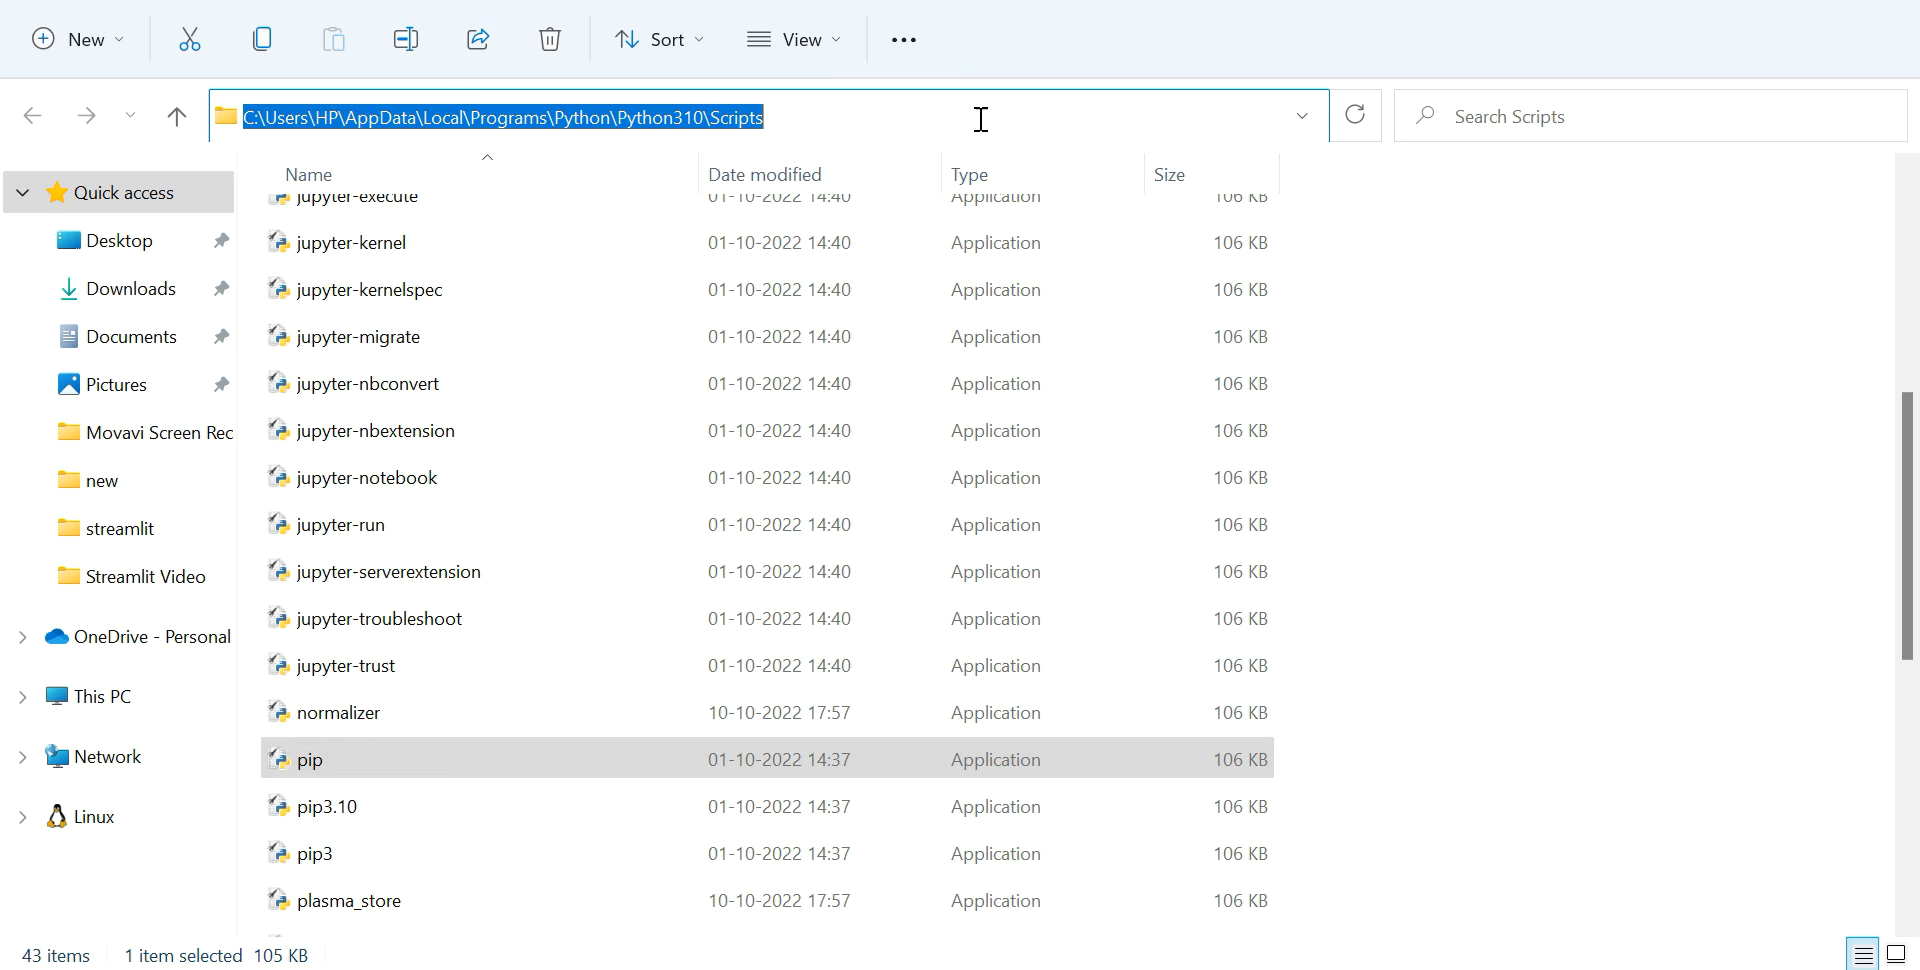 New Sort View
C:\Users\HP\AppData\Local\Programs\Python\Python310\Scripts Search Scripts
Name Date modified Type Size
Quick access
Desktop
Downloads
Documents
Pictures
Movavi Screen Rec
new
streamlit
Streamlit Video
OneDrive - Personal
This PC
Network
Linux
jupyter-execute 01-10-2022 14:40 Application 106 KB
jupyter-kernel 01-10-2022 14:40 Application 106 KB
jupyter-kernelspec 01-10-2022 14:40 Application 106 KB
jupyter-migrate 01-10-2022 14:40 Application 106 KB
jupyter-nbconvert 01-10-2022 14:40 Application 106 KB
jupyter-nbextension 01-10-2022 14:40 Application 106 KB
jupyter-notebook 01-10-2022 14:40 Application 106 KB
jupyter-run 01-10-2022 14:40 Application 106 KB
jupyter-serverextension 01-10-2022 14:40 Application 106 KB
jupyter-troubleshoot 01-10-2022 14:40 Application 106 KB
jupyter-trust 01-10-2022 14:40 Application 106 KB
normalizer 10-10-2022 17:57 Application 106 KB
pip 01-10-2022 14:37 Application 106 KB
pip3.10 01-10-2022 14:37 Application 106 KB
pip3 01-10-2022 14:37 Application 106 KB
plasma_store 10-10-2022 17:57 Application 106 KB
43 items 1 item selected 105 KB